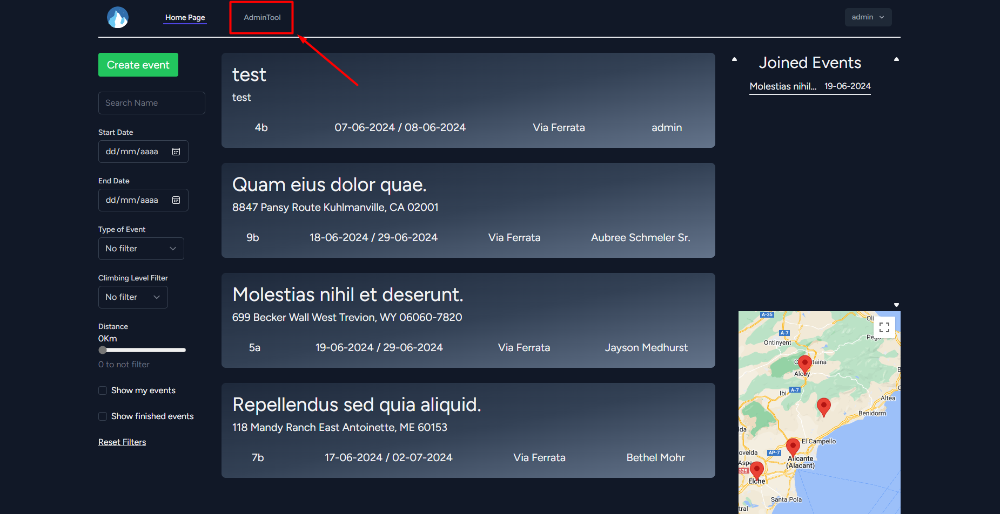 Home Page
AdminTool
admin
Create event
Search Name
Start Date
dd/mm/aaaa
End Date
dd/mm/aaaa
Type of Event
No filter
Climbing Level Filter
No filter
Distance
0Km
0 to not filter
Show my events
Show finished events
Reset Filters
test
test
4b 07-06-2024 / 08-06-2024 Via Ferrata admin
Quam eius dolor quae.
8847 Pansy Route Kuhlmanville, CA 02001
9b 18-06-2024 / 29-06-2024 Via Ferrata Aubree Schmeler Sr.
Molestias nihil et deserunt.
699 Becker Wall West Trevion, WY 06060-7820
5a 19-06-2024 / 29-06-2024 Via Ferrata Jayson Medhurst
Repellendus sed quia aliquid.
118 Mandy Ranch East Antoinette, ME 60153
7b 17-06-2024 / 02-07-2024 Via Ferrata Bethel Mohr
Joined Events
Molestias nihil... 19-06-2024
A-35
Oli
A-7
Pego
Ontinyent
taina
Alcoy
Ibi
A-7
Altea
Benidorm
El Campello
AP-7
ovelda
Alicante
(Alacant)
Aspe
325
Elche
Santa Pola
tral